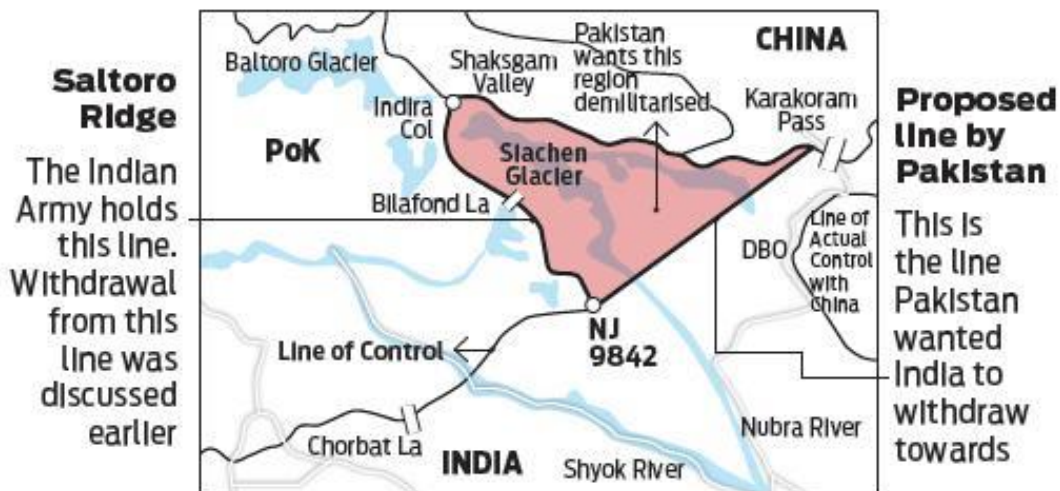 Saltoro
Ridge
The Indian
Army holds
this line.
Withdrawal
from this
line was
discussed
earlier
Baltoro Glacier
Shaksgam
Valley
Pakistan
wants this
region
demilitarised
CHINA
Karakoram
Pass
Indira
Col
PoK
Siachen
Glacier
Bilafond La
DBO
Line of
Actual
Control
with
China
NJ
9842
Line of Control
Chorbat La
INDIA
Shyok River
Nubra River
Proposed
line by
Pakistan
This is
the line
Pakistan
wanted
India to
withdraw
towards